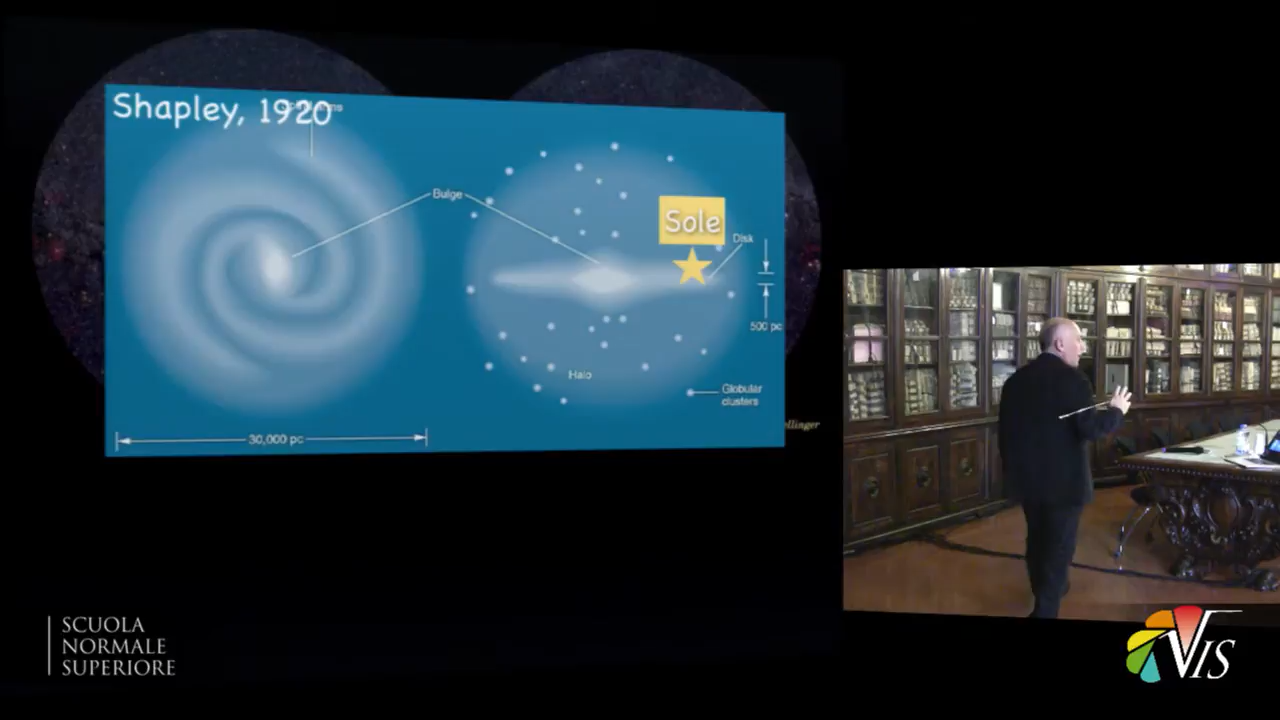 Shapley, 1920
Bulge
Sole
Disk
500 pc
Halo
Globular
clusters
30,000 pc
SCUOLA
NORMALE
SUPERIORE
VIS